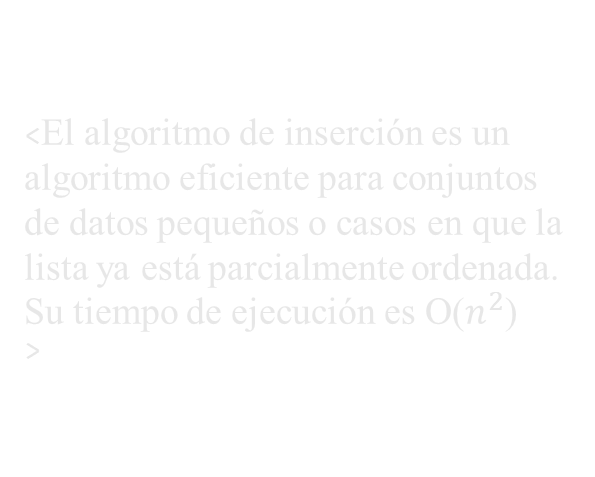 <El algoritmo de inserción es un
algoritmo eficiente para conjuntos
de datos pequeños o casos en que la
lista ya está parcialmente ordenada.
Su tiempo de ejecución es O(𝑛²)
>